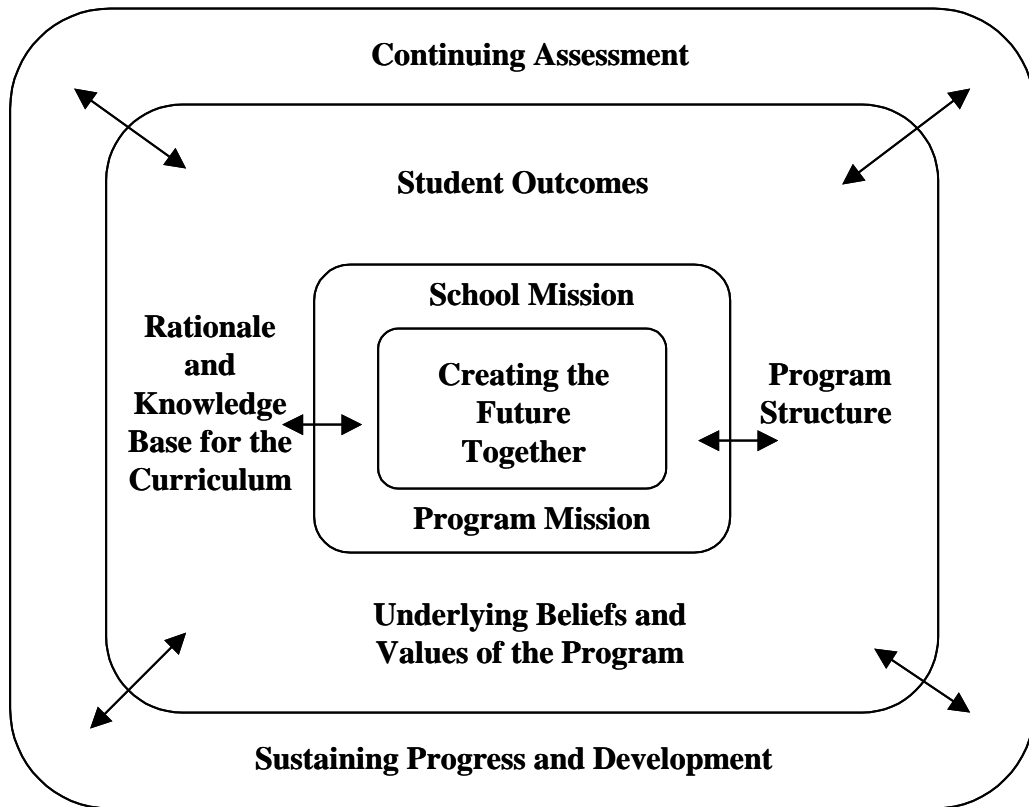 Continuing Assessment
Student Outcomes
School Mission
Rationale
and
Knowledge
Base for the
Curriculum
Creating the
Future
Together
Program
Structure
Program Mission
Underlying Beliefs and
Values of the Program
Sustaining Progress and Development